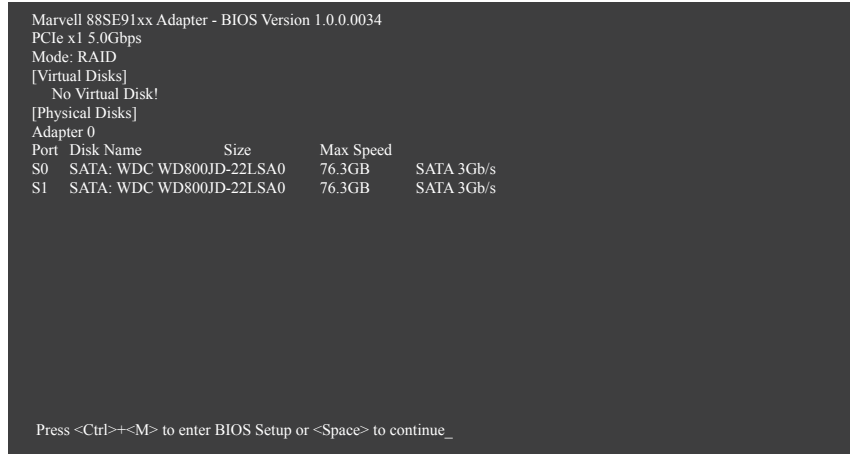 Marvell 88SE91xx Adapter - BIOS Version 1.0.0.0034
PCIe x1 5.0Gbps
Mode: RAID
[Virtual Disks]
No Virtual Disk!
[Physical Disks]
Adapter 0
Port Disk Name Size Max Speed
S0 SATA: WDC WD800JD-22LSA0 76.3GB SATA 3Gb/s
S1 SATA: WDC WD800JD-22LSA0 76.3GB SATA 3Gb/s
Press <Ctrl>+<M> to enter BIOS Setup or <Space> to continue_